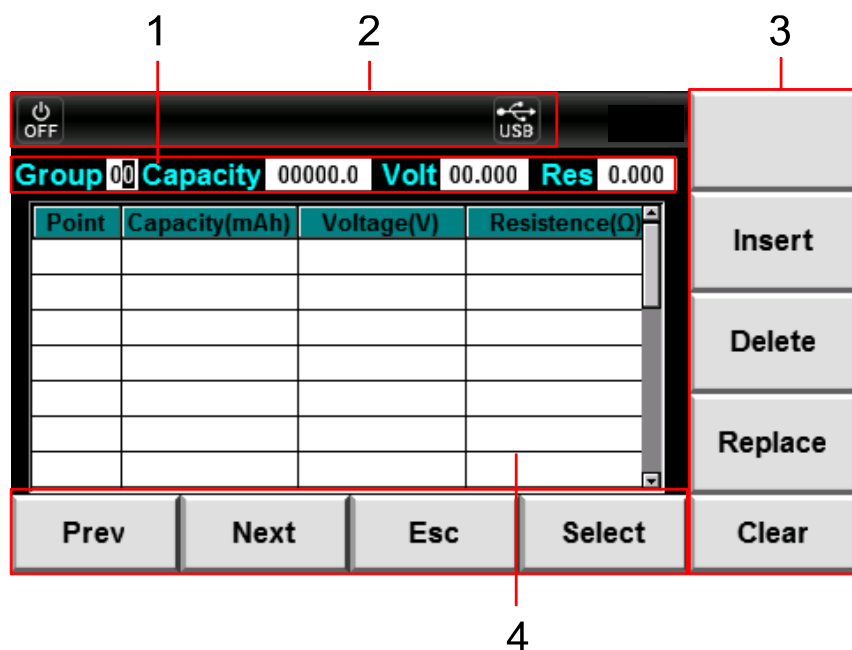 1 2 3
OFF USB
Group 00 Capacity 00000.0 Volt 00.000 Res 0.000
Point Capacity(mAh) Voltage(V) Resistence(Ω)
Insert
Delete
Replace
Prev Next Esc Select Clear
4